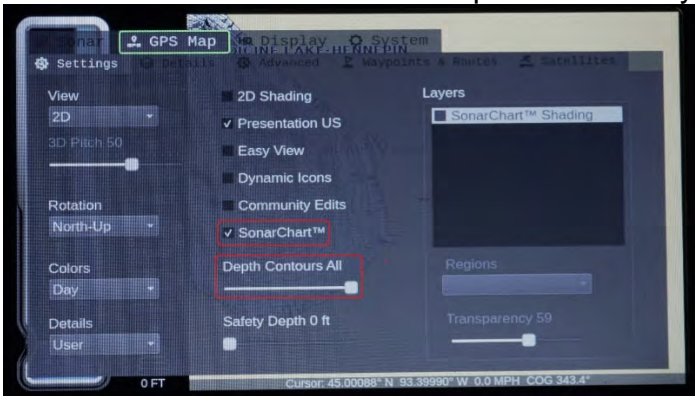 Sonar GPS Map Display System
LINE LAKE-HENNEPIN
Settings Details Advanced Waypoints & Routes Satellites
View
2D
3D Pitch 50
Rotation
North-Up
Colors
Day
Details
User
2D Shading
✓ Presentation US
Easy View
Dynamic Icons
Community Edits
✓ SonarChart™
Depth Contours All
Safety Depth 0 ft
Layers
SonarChart™ Shading
Regions
Transparency 59
0 FT Cursor: 45.00088° N 93.39990° W 0.0 MPH COG 343.4°